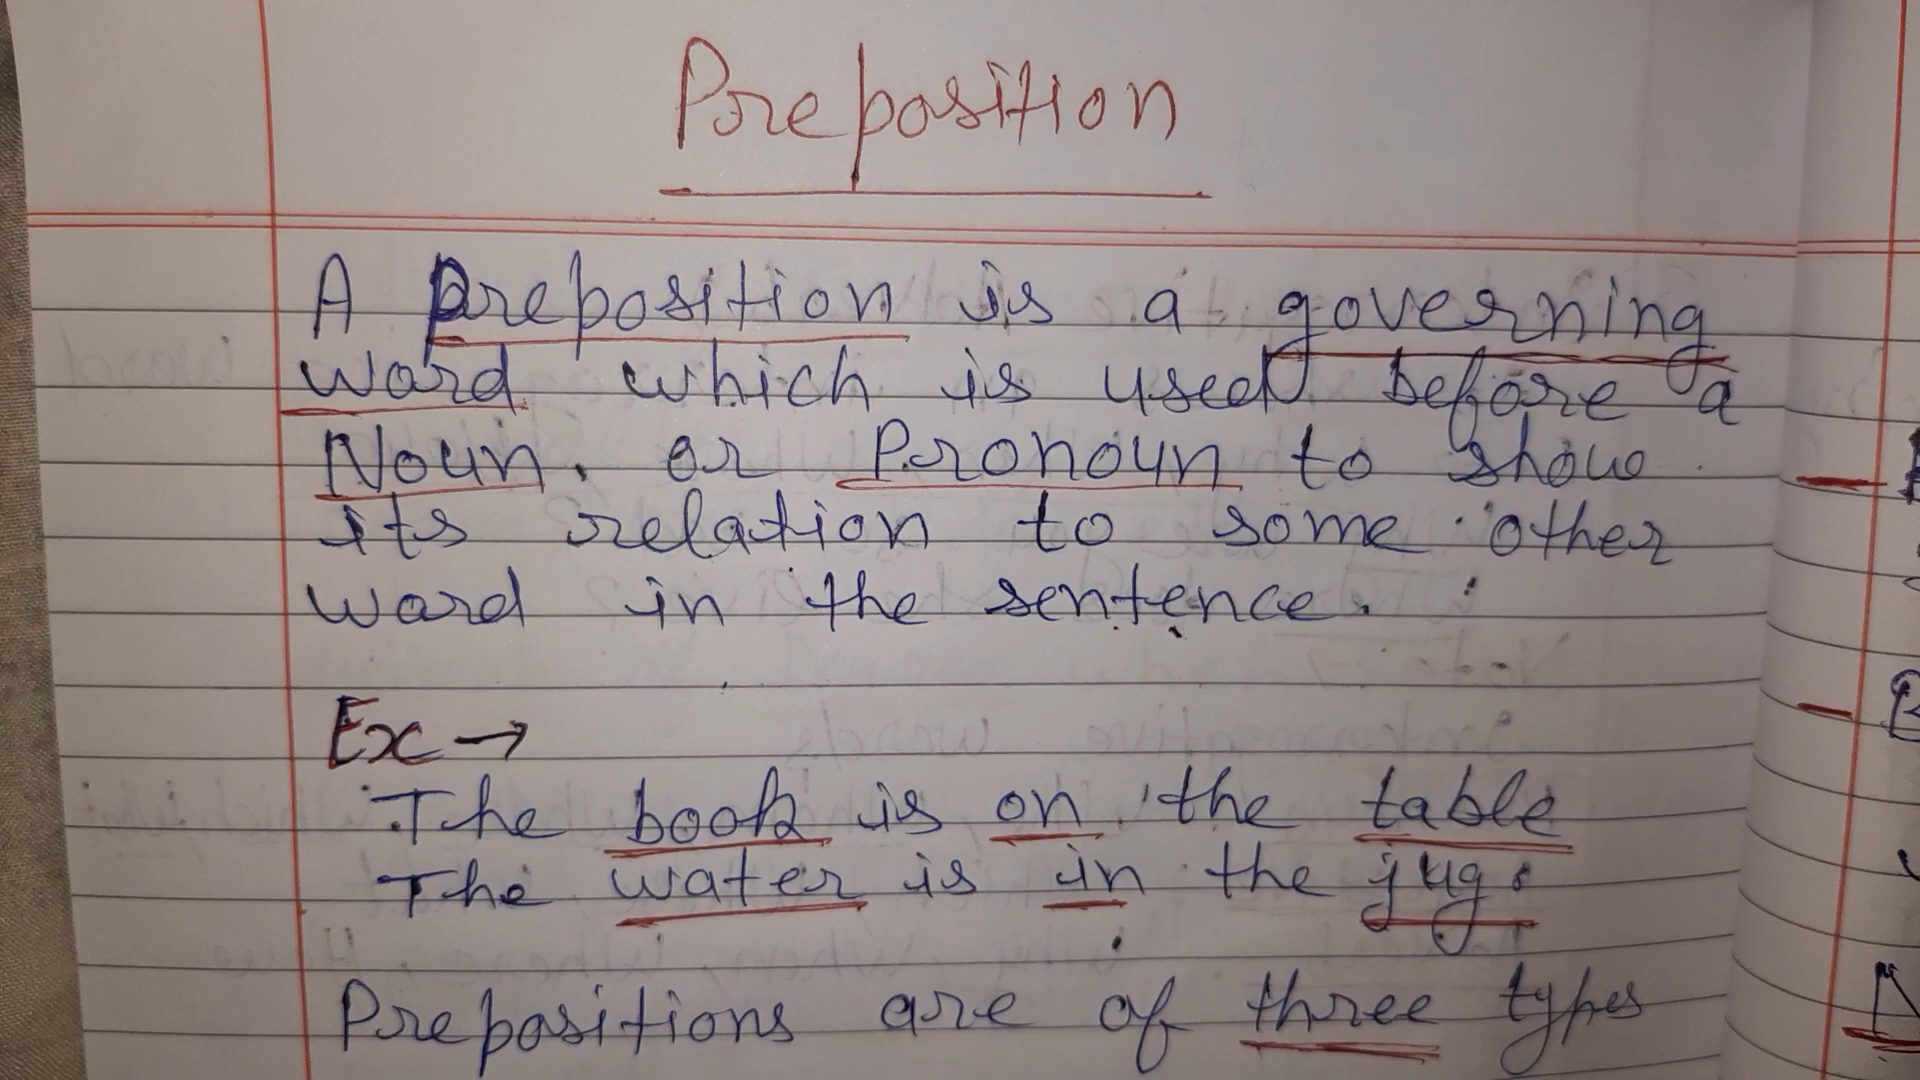 Preposition
A Preposition is a governing
word which is used before a
Noun. or Pronoun to show
its relation to some other
word in the sentence.
Ex →
The book is on the table
The water is in the jug.
Prepositions are of three types